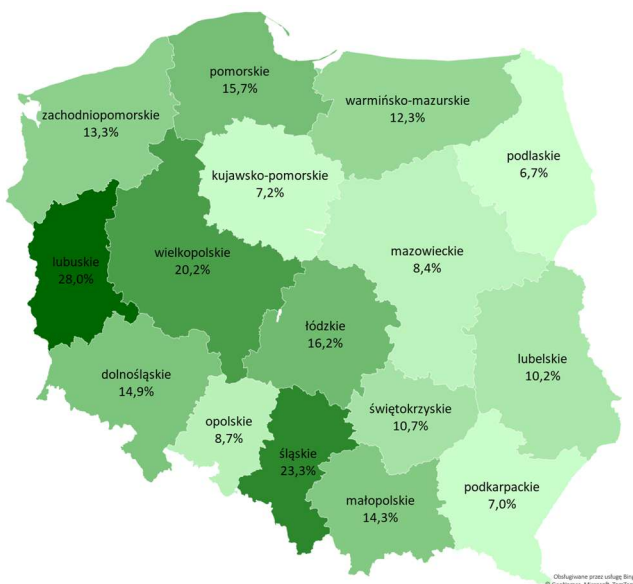 pomorskie
15,7%
warmińsko-mazurskie
12,3%
zachodniopomorskie
13,3%
podlaskie
6,7%
kujawsko-pomorskie
7,2%
mazowieckie
8,4%
wielkopolskie
20,2%
lubuskie
28,0%
łódzkie
16,2%
lubelskie
10,2%
dolnośląskie
14,9%
świętokrzyskie
10,7%
opolskie
8,7%
śląskie
23,3%
podkarpackie
7,0%
małopolskie
14,3%
Obsługiwane przez usługę Bing